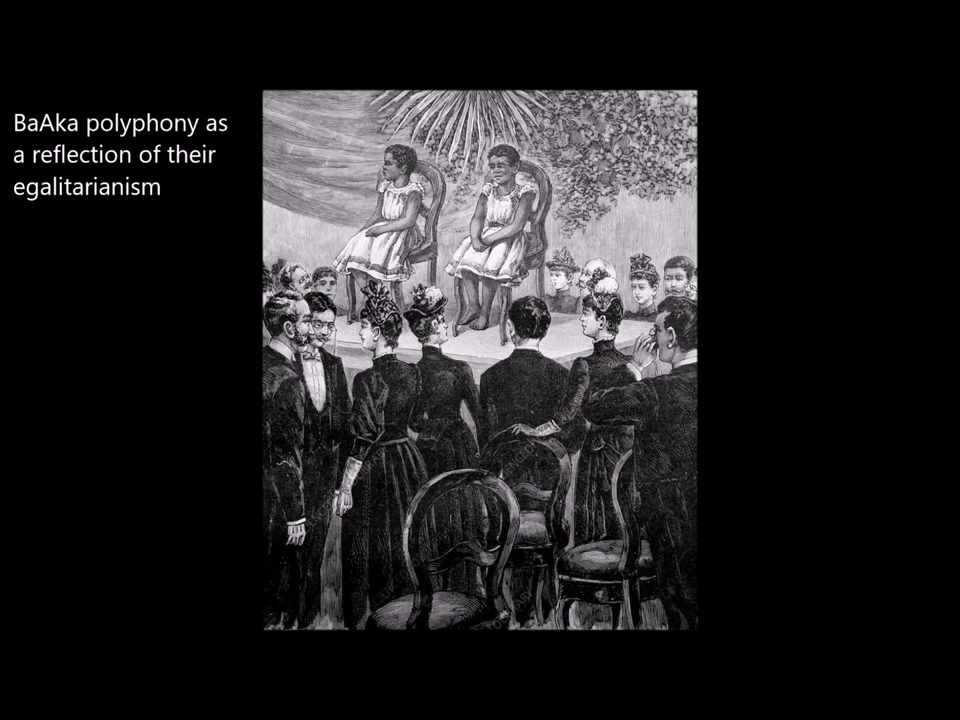 BaAka polyphony as
a reflection of their
egalitarianism